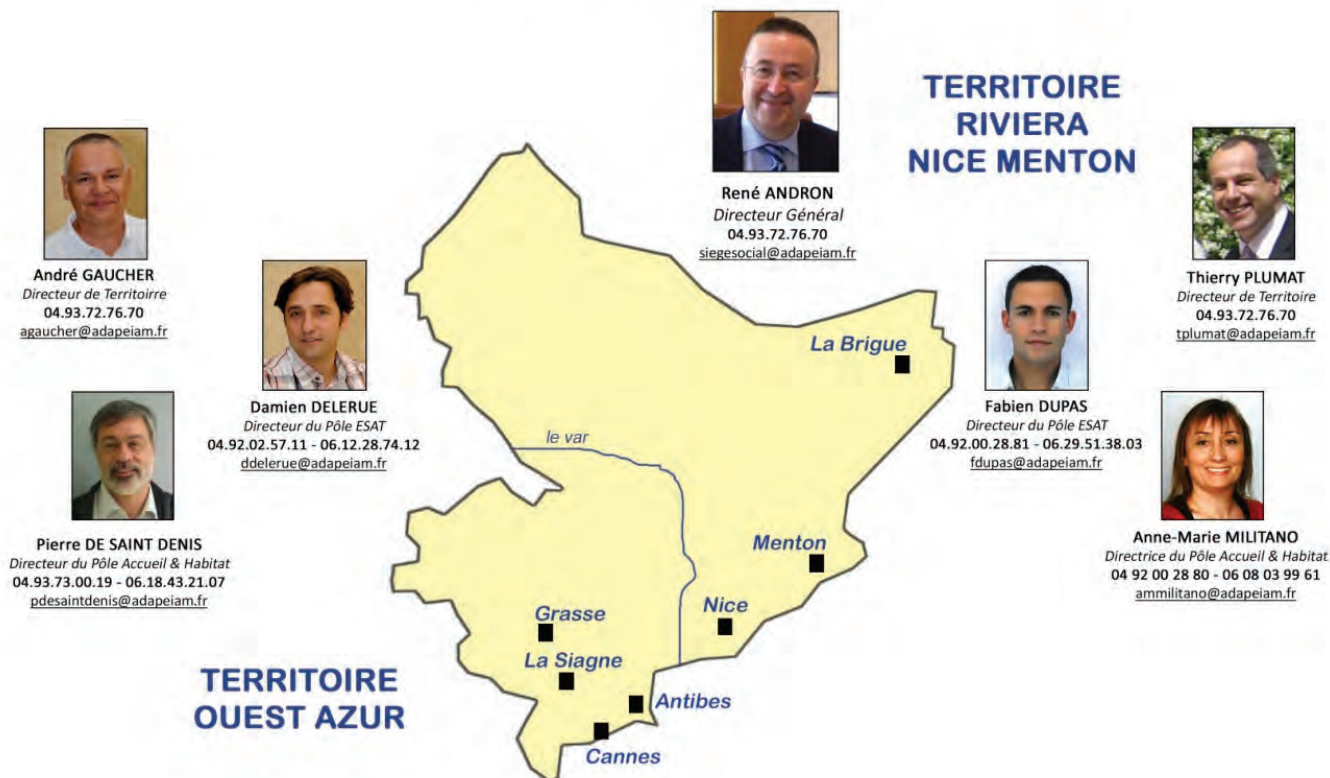 TERRITOIRE
RIVIERA
NICE MENTON
René ANDRON
Directeur Général
04.93.72.76.70
siegesocial@adapeiam.fr
André GAUCHER
Directeur de Territoirre
04.93.72.76.70
agaucher@adapeiam.fr
Thierry PLUMAT
Directeur de Territoire
04.93.72.76.70
tplumat@adapeiam.fr
Damien DELERUE
Directeur du Pôle ESAT
04.92.02.57.11 - 06.12.28.74.12
ddelerue@adapeiam.fr
Fabien DUPAS
Directeur du Pôle ESAT
04.92.00.28.81 - 06.29.51.38.03
fdupas@adapeiam.fr
Pierre DE SAINT DENIS
Directeur du Pôle Accueil & Habitat
04.93.73.00.19 - 06.18.43.21.07
pdesaintdenis@adapeiam.fr
Anne-Marie MILITANO
Directrice du Pôle Accueil & Habitat
04 92 00 28 80 - 06 08 03 99 61
ammilitano@adapeiam.fr
La Brigue
le var
Menton
Nice
Grasse
La Siagne
Antibes
Cannes
TERRITOIRE
OUEST AZUR